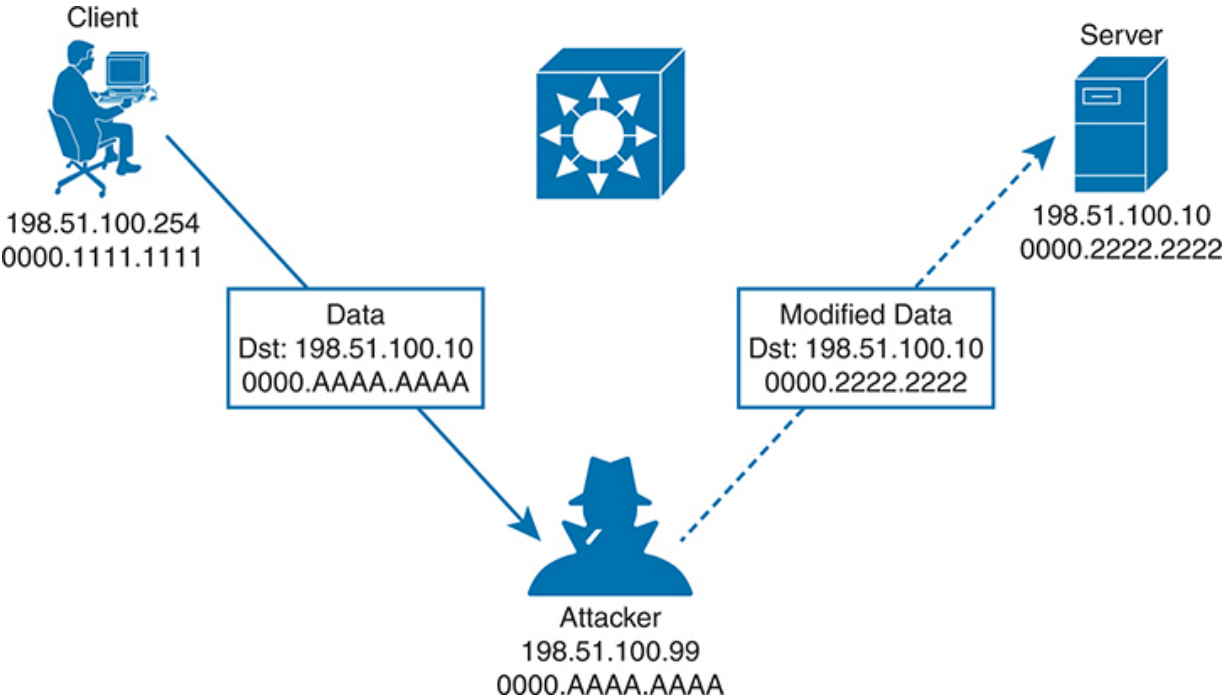 Client
198.51.100.254
0000.1111.1111
Server
198.51.100.10
0000.2222.2222
Data
Dst: 198.51.100.10
0000.AAAA.AAAA
Modified Data
Dst: 198.51.100.10
0000.2222.2222
Attacker
198.51.100.99
0000.AAAA.AAAA